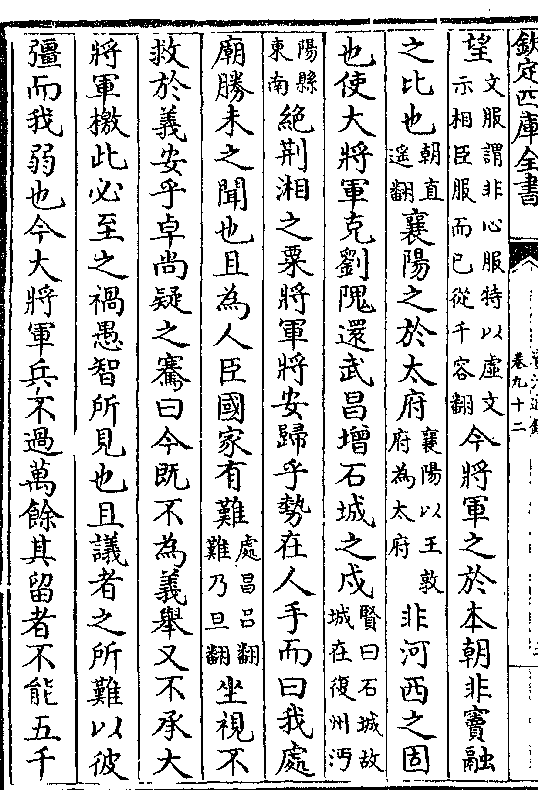 欽定四庫全書
卷九十二
望文服謂非心服特以虚文示相臣服而已從千容翻今將軍之於本朝非竇融
之比也朝直遥翻襄陽之於太府襄陽以王敦府為太府非河西之固
也使大將軍克劉隗還武昌增石城之戍賢曰石城故城在復州沔
陽縣東南絶荆湘之粟將軍將安歸乎勢在人手而曰我處
廟勝未之聞也且為人臣國家有難處昌吕翻難乃旦翻坐視不
救於義安乎卓尚疑之騫曰今既不為義舉又不承大
將軍檄此必至之禍愚智所見也且議者之所難以彼
彊而我弱也今大將軍兵不過萬餘其留者不能五千